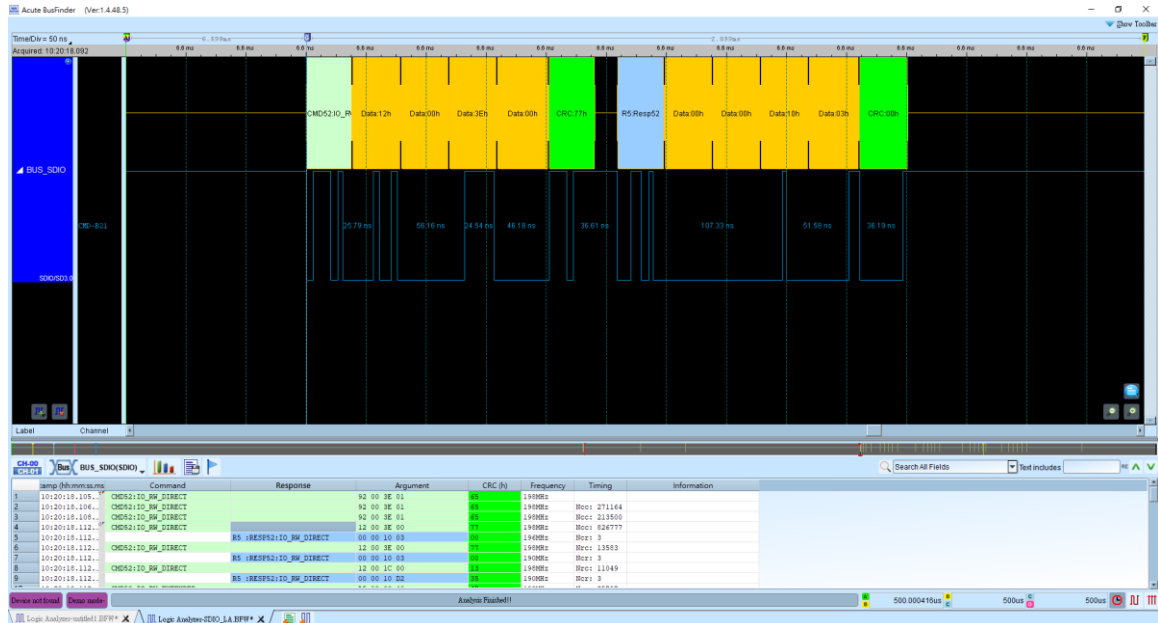 Acute BusFinder (Ver:1.4.48.5)
Show Toolbar
Time/Div = 50 ns
Acquired: 10:20:18.092
CMD52:IO_R Data:12h Data:00h Data:3Eh Data:00h CRC:77h R5:Resp52 Data:00h Data:00h Data:10h Data:03h CRC:00h
BUS_SDIO
CMD-B21
25.79 ns 56.16 ns 24.54 ns 46.18 ns 36.61 ns 107.33 ns 51.58 ns 36.19 ns
SDIO/SD3.0
Label Channel
CH-00
CH-01
Bus BUS_SDIO(SDIO) Search All Fields Text includes
tamp (hh:mm:ss.ms Command Response Argument CRC (h) Frequency Timing Information
1 10:20:18.105... CMD52:IO_RW_DIRECT 92 00 3E 01 65 198MHz
2 10:20:18.106... CMD52:IO_RW_DIRECT 92 00 3E 01 65 198MHz Ncc: 271164
3 10:20:18.108... CMD52:IO_RW_DIRECT 92 00 3E 01 65 198MHz Ncc: 213500
4 10:20:18.112... CMD52:IO_RW_DIRECT 12 00 3E 00 77 198MHz Ncc: 826777
5 10:20:18.112... R5 :RESP52:IO_RW_DIRECT 00 00 10 03 00 196MHz Ncr: 3
6 10:20:18.112... CMD52:IO_RW_DIRECT 12 00 3E 00 77 198MHz Nrc: 13583
7 10:20:18.112... R5 :RESP52:IO_RW_DIRECT 00 00 10 03 00 190MHz Ncr: 3
8 10:20:18.112... CMD52:IO_RW_DIRECT 12 00 1C 00 13 198MHz Nrc: 11049
9 10:20:18.112... R5 :RESP52:IO_RW_DIRECT 00 00 10 D2 35 190MHz Ncr: 3
Device not found Demo mode- Analysis Finished!! 500.000416us 500us 500us
Logic Analyzer-untitled1.BFW* Logic Analyzer-SDIO_LA.BFW*